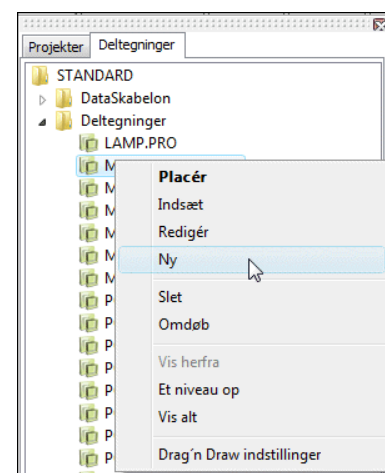 Projekter Deltegninger
STANDARD
DataSkabelon
Deltegninger
LAMP.PRO
M
Placér
M
Indsæt
M
Redigér
M
Ny
M
M
Slet
P
Omdøb
P
P
Vis herfra
P
Et niveau op
P
Vis alt
P
P
Drag´n Draw indstillinger
P